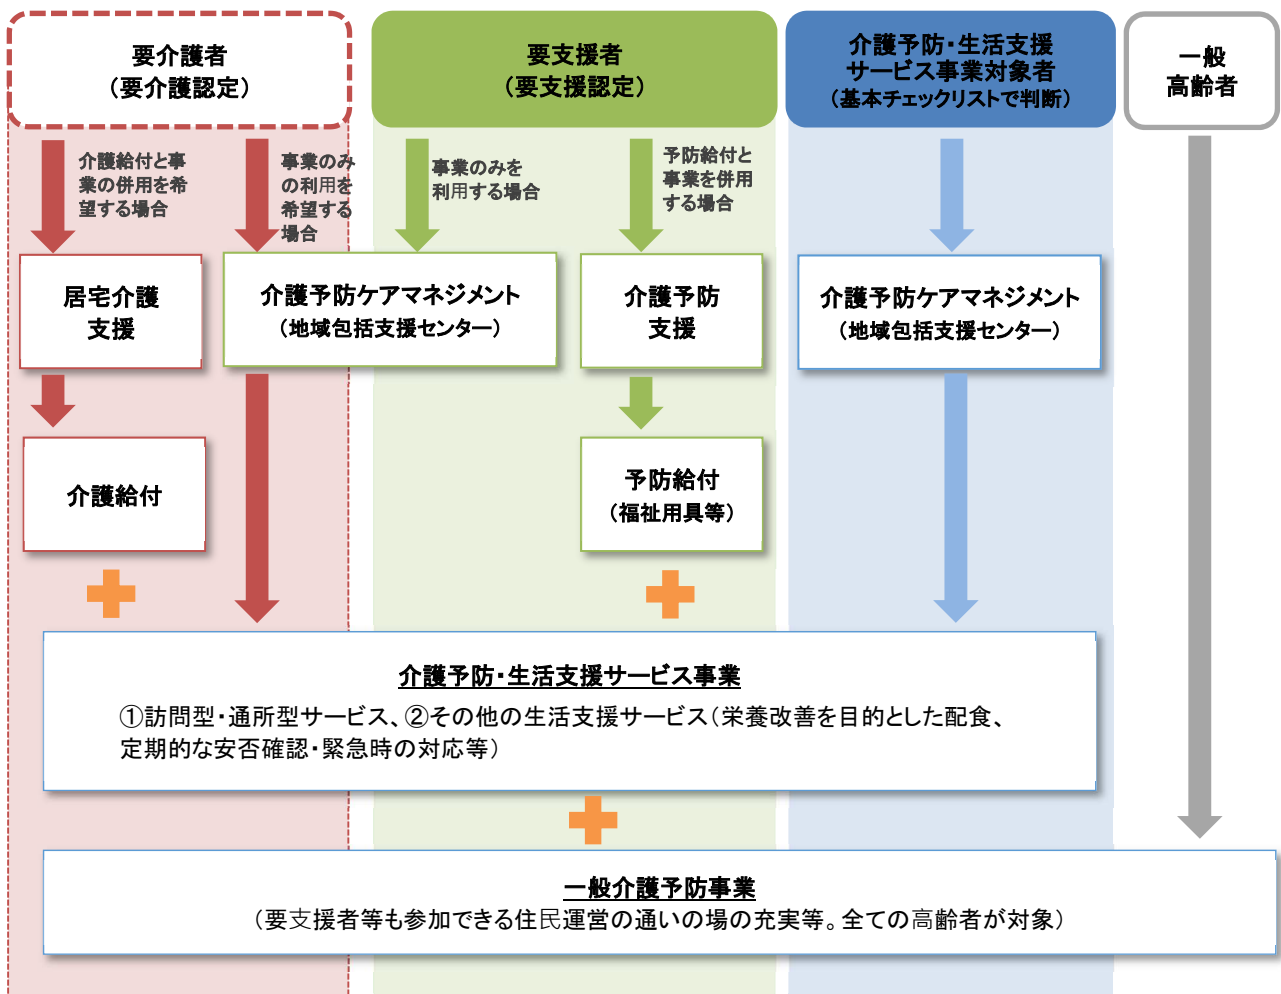 要介護者
（要介護認定）
要支援者
（要支援認定）
介護予防・生活支援
サービス事業対象者
（基本チェックリストで判断）
一般
高齢者
介護給付と事
業の併用を希
望する場合
事業のみ
の利用を
希望する
場合
事業のみを
利用する場合
予防給付と
事業を併用
する場合
居宅介護
支援
介護予防ケアマネジメント
（地域包括支援センター）
介護予防
支援
介護予防ケアマネジメント
（地域包括支援センター）
介護給付
予防給付
（福祉用具等）
介護予防・生活支援サービス事業
①訪問型・通所型サービス、②その他の生活支援サービス（栄養改善を目的とした配食、
定期的な安否確認・緊急時の対応等）
一般介護予防事業
（要支援者等も参加できる住民運営の通いの場の充実等。全ての高齢者が対象）